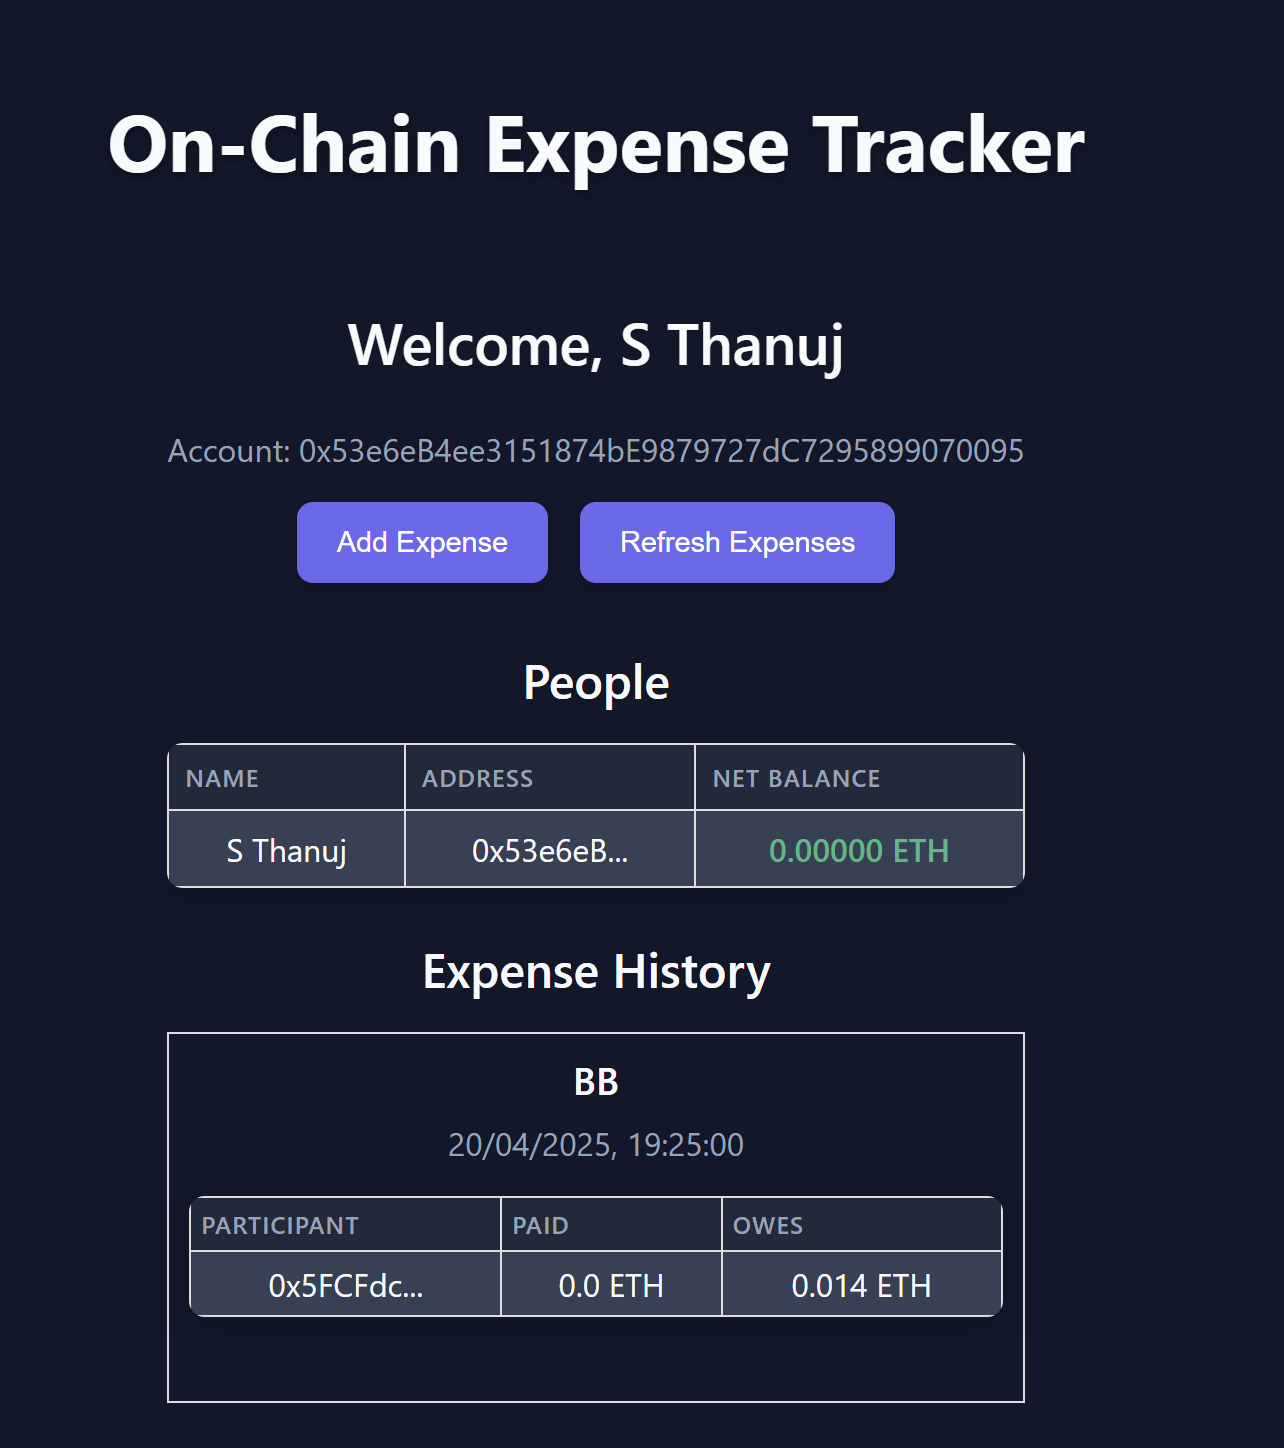 On-Chain Expense Tracker
Welcome, S Thanuj
Account: 0x53e6eB4ee3151874bE9879727dC7295899070095
Add Expense Refresh Expenses
People
NAME ADDRESS NET BALANCE
S Thanuj 0x53e6eB... 0.00000 ETH
Expense History
BB
20/04/2025, 19:25:00
PARTICIPANT PAID OWES
0x5FCFdc... 0.0 ETH 0.014 ETH